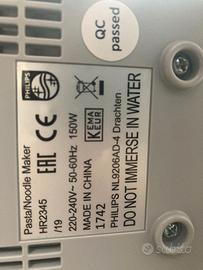 QC
passed
PHILIPS
KEMA
KEUR
Pasta/Noodle Maker
HR2345
/19
220-240V~ 50-60Hz 150W
MADE IN CHINA
1742
PHILIPS NL9206AD-4 Drachten
DO NOT IMMERSE IN WATER
subito